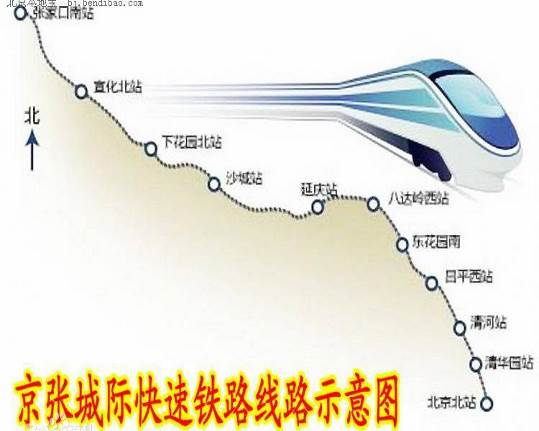 bj.bendibao.com
张家口南站
宣化北站
北
下花园北站
沙城站
延庆站
八达岭西站
东花园南
昌平西站
清河站
清华园站
北京北站
京张城际快速铁路线路示意图